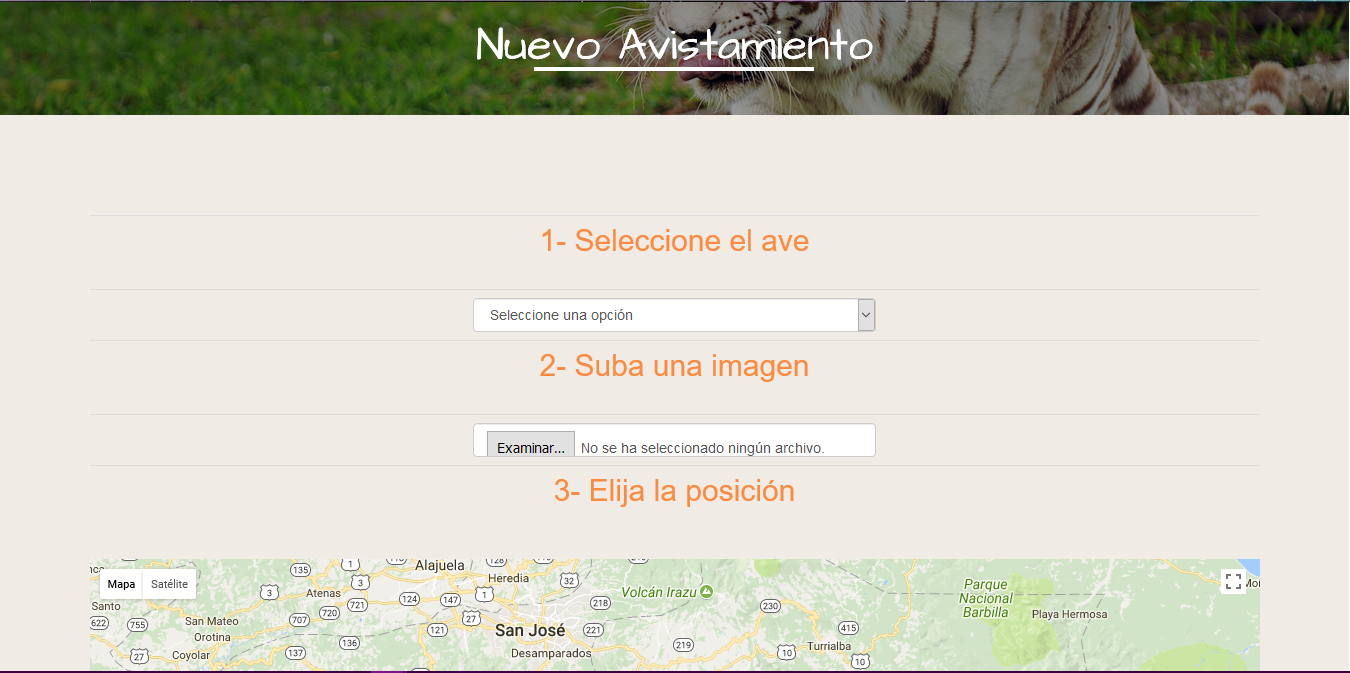 Nuevo Avistamiento
1- Seleccione el ave
Seleccione una opción
2- Suba una imagen
Examinar... No se ha seleccionado ningún archivo.
3- Elija la posición
Mapa Satélite
Alajuela
Heredia
Atenas
Volcán Irazu
Parque
Nacional
Barbilla
Playa Hermosa
Santo
San Mateo
Orotina
Coyolar
San José
Desamparados
Turrialba
135
1
128
3
3
32
1
124
147
721
720
707
218
230
622
755
27
121
221
415
136
219
27
137
10
10